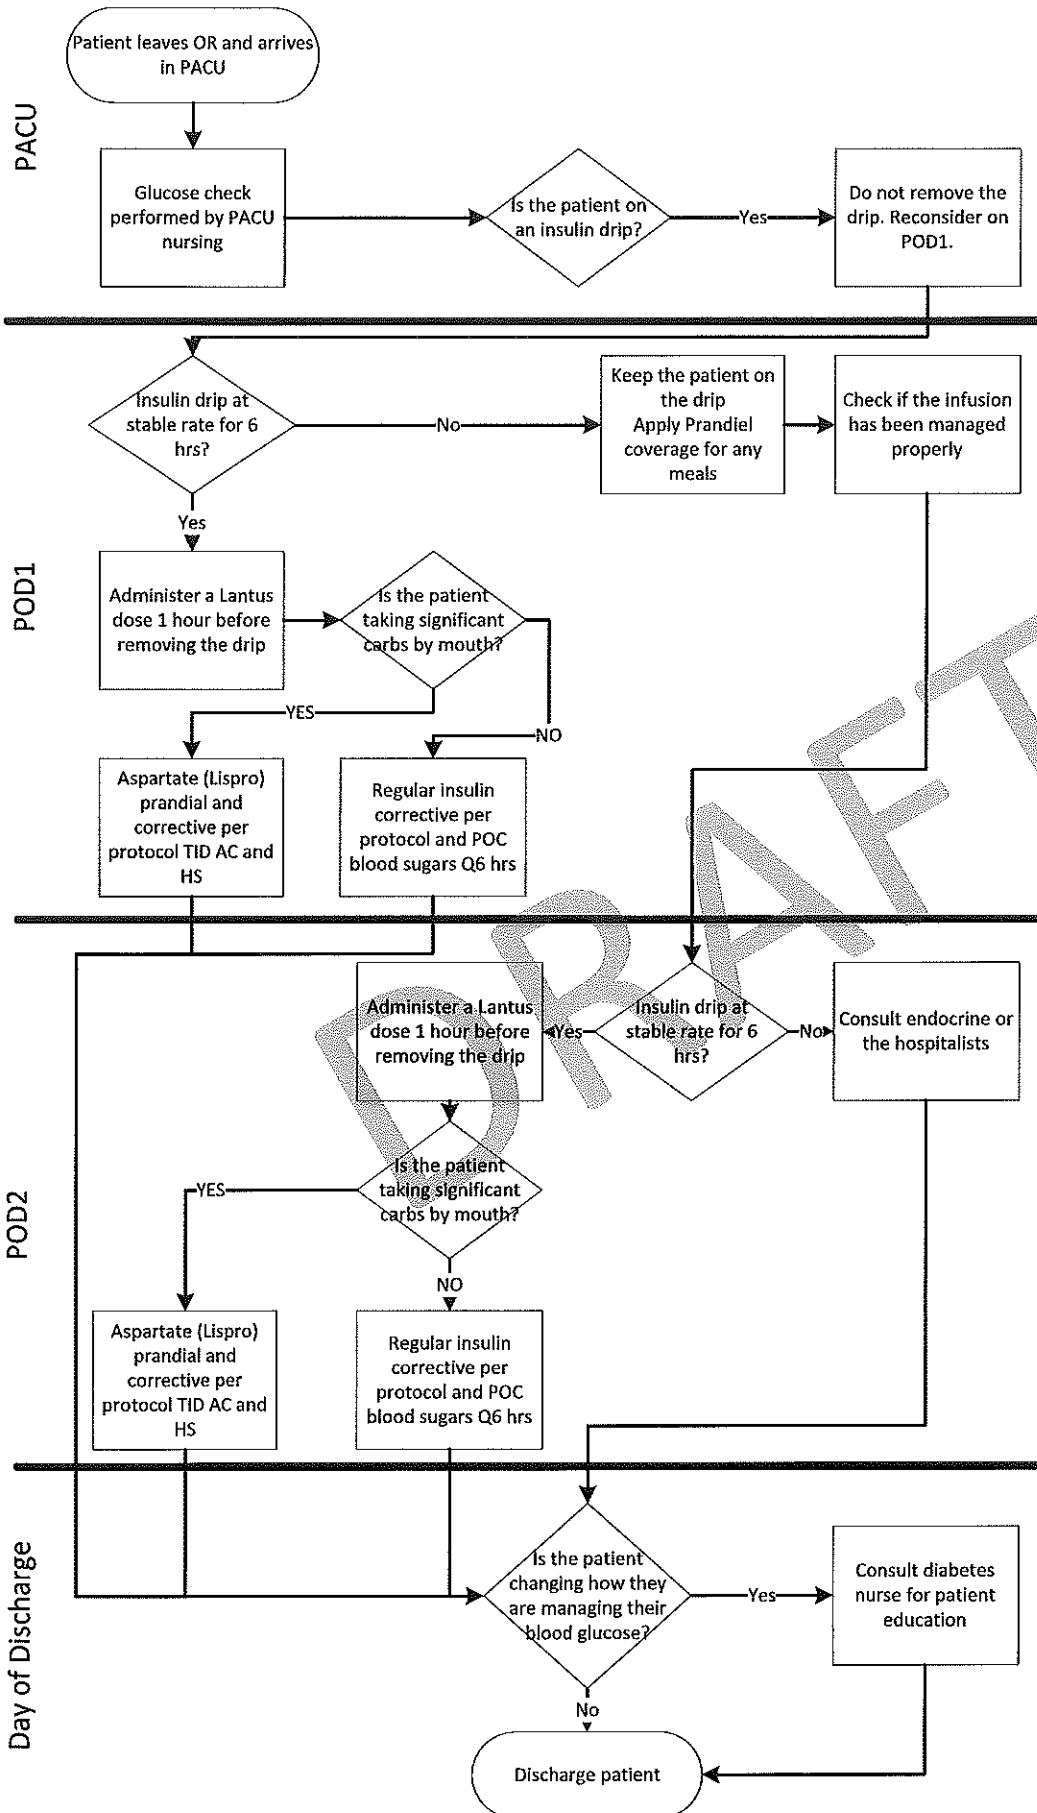 PACU
Patient leaves OR and arrives
in PACU
Glucose check
performed by PACU
nursing
Is the patient on
an insulin drip?
Yes
Do not remove the
drip. Reconsider on
POD1.
POD1
Insulin drip at
stable rate for 6
hrs?
No
Keep the patient on
the drip
Apply Prandiel
coverage for any
meals
Check if the infusion
has been managed
properly
Yes
Administer a Lantus
dose 1 hour before
removing the drip
Is the patient
taking significant
carbs by mouth?
YES
NO
Aspartate (Lispro)
prandial and
corrective per
protocol TID AC and
HS
Regular insulin
corrective per
protocol and POC
blood sugars Q6 hrs
DRAFT
POD2
Administer a Lantus
dose 1 hour before
removing the drip
Yes
Insulin drip at
stable rate for 6
hrs?
No
Consult endocrine or
the hospitalists
Is the patient
taking significant
carbs by mouth?
YES
NO
Aspartate (Lispro)
prandial and
corrective per
protocol TID AC and
HS
Regular insulin
corrective per
protocol and POC
blood sugars Q6 hrs
Day of Discharge
Is the patient
changing how they
are managing their
blood glucose?
Yes
Consult diabetes
nurse for patient
education
No
Discharge patient